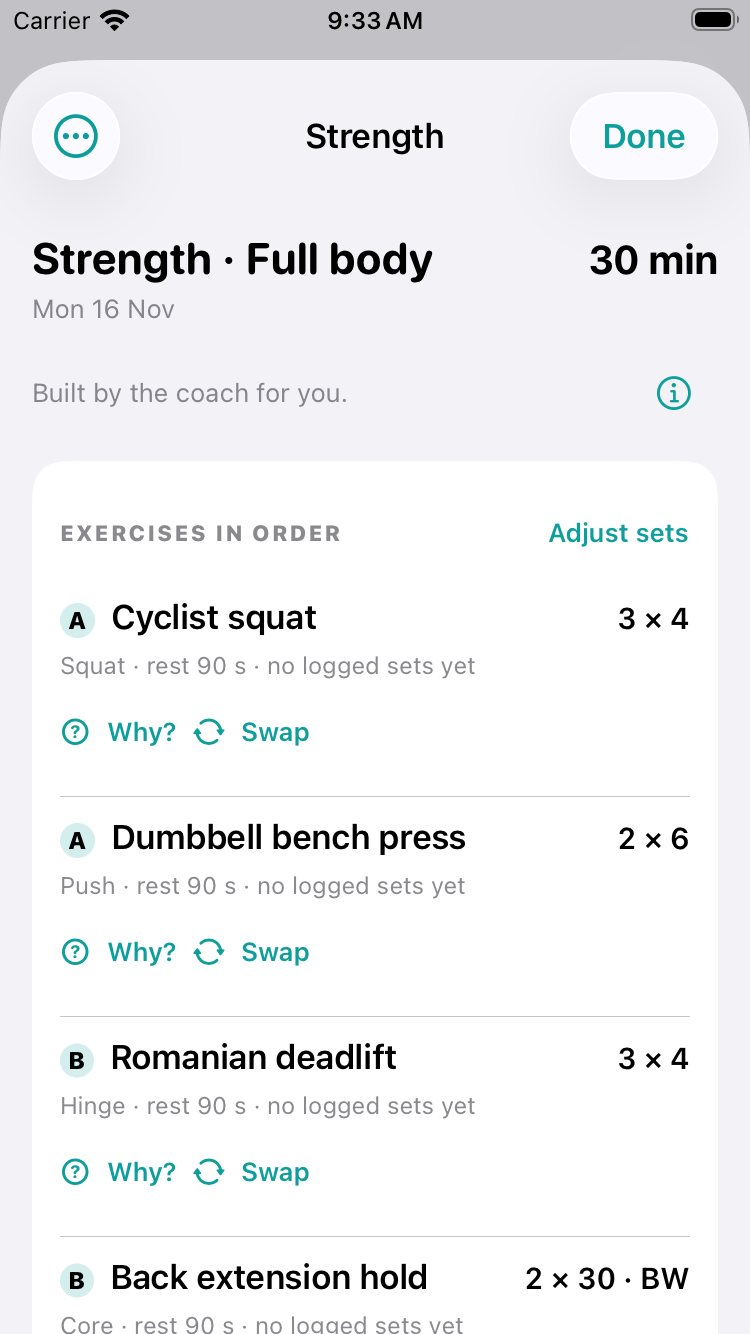 Carrier 9:33 AM
Strength Done
Strength · Full body 30 min
Mon 16 Nov
Built by the coach for you.
EXERCISES IN ORDER Adjust sets
A Cyclist squat 3 × 4
Squat · rest 90 s · no logged sets yet
Why? Swap
A Dumbbell bench press 2 × 6
Push · rest 90 s · no logged sets yet
Why? Swap
B Romanian deadlift 3 × 4
Hinge · rest 90 s · no logged sets yet
Why? Swap
B Back extension hold 2 × 30 · BW
Core · rest 90 s · no logged sets yet